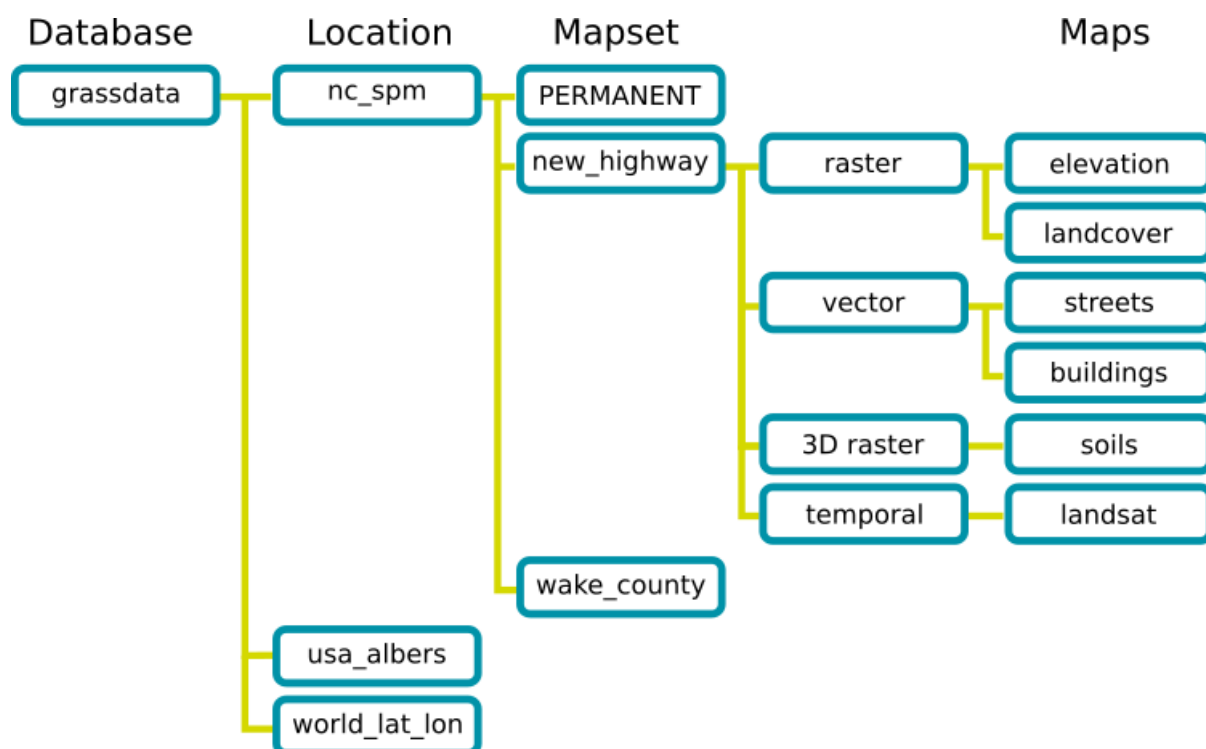 Database Location Mapset Maps
grassdata nc_spm PERMANENT
new_highway raster elevation
landcover
vector streets
buildings
3D raster soils
temporal landsat
wake_county
usa_albers
world_lat_lon